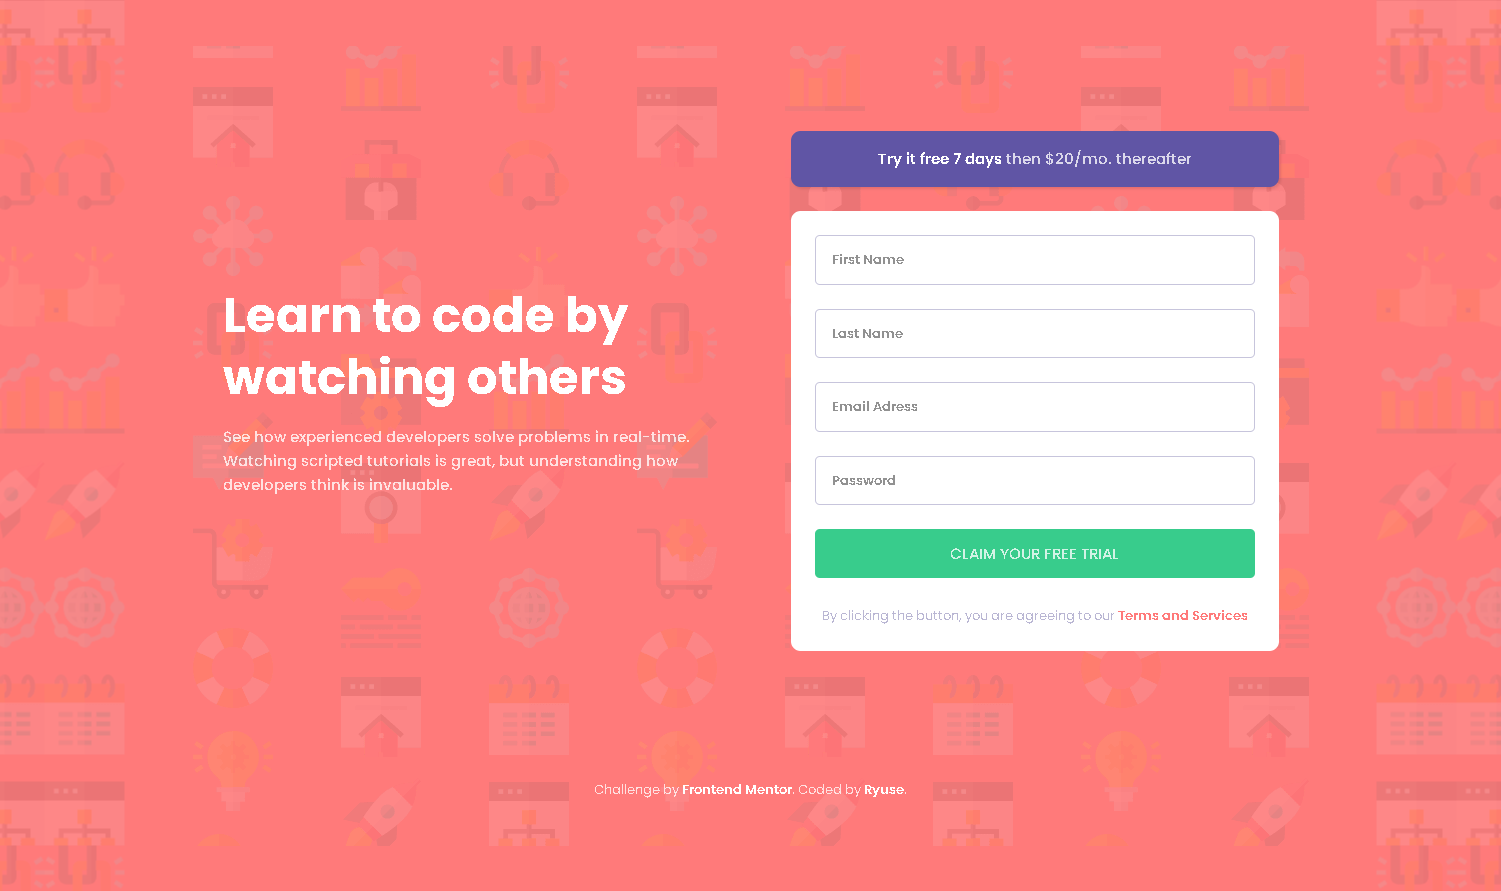 Learn to code by
watching others
See how experienced developers solve problems in real-time.
Watching scripted tutorials is great, but understanding how
developers think is invaluable.
Try it free 7 days then $20/mo. thereafter
First Name
Last Name
Email Adress
Password
CLAIM YOUR FREE TRIAL
By clicking the button, you are agreeing to our Terms and Services
Challenge by Frontend Mentor. Coded by Ryuse.